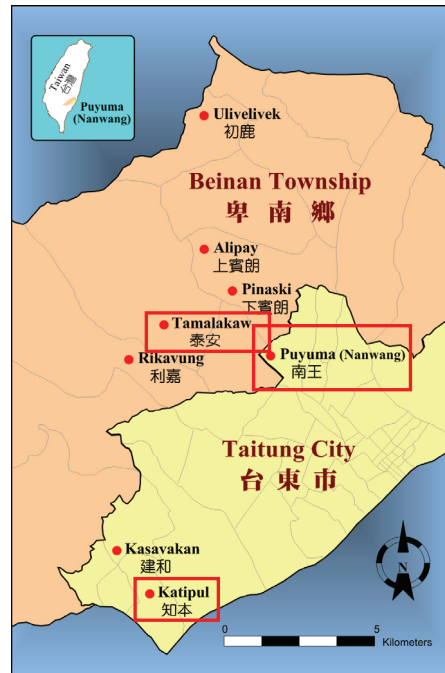 Taiwan
台灣
Puyuma
(Nanwang)
Ulivelivek
初鹿
Beinan Township
卑南鄉
Alipay
上賓朗
Pinaski
下賓朗
Tamalakaw
泰安
Puyuma (Nanwang)
南王
Rikavung
利嘉
Taitung City
台東市
Kasavakan
建和
Katipul
知本
N
0 5
Kilometers